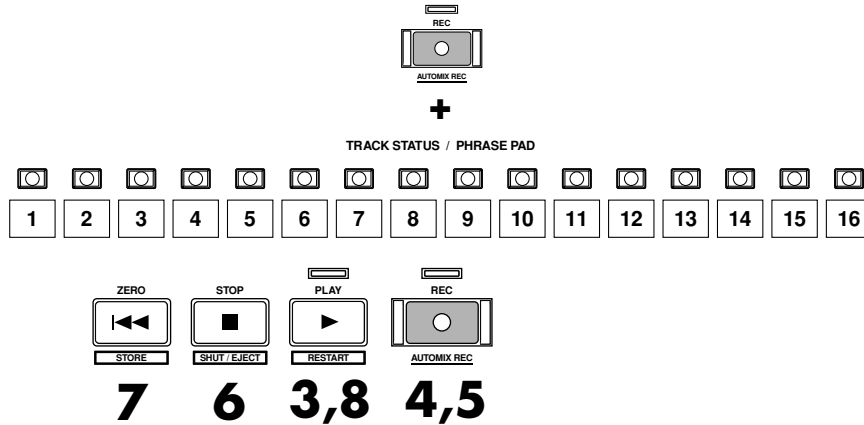 REC
AUTOMIX REC
+
TRACK STATUS / PHRASE PAD
1 2 3 4 5 6 7 8 9 10 11 12 13 14 15 16
ZERO STOP PLAY REC
STORE SHUT / EJECT RESTART AUTOMIX REC
7 6 3,8 4,5